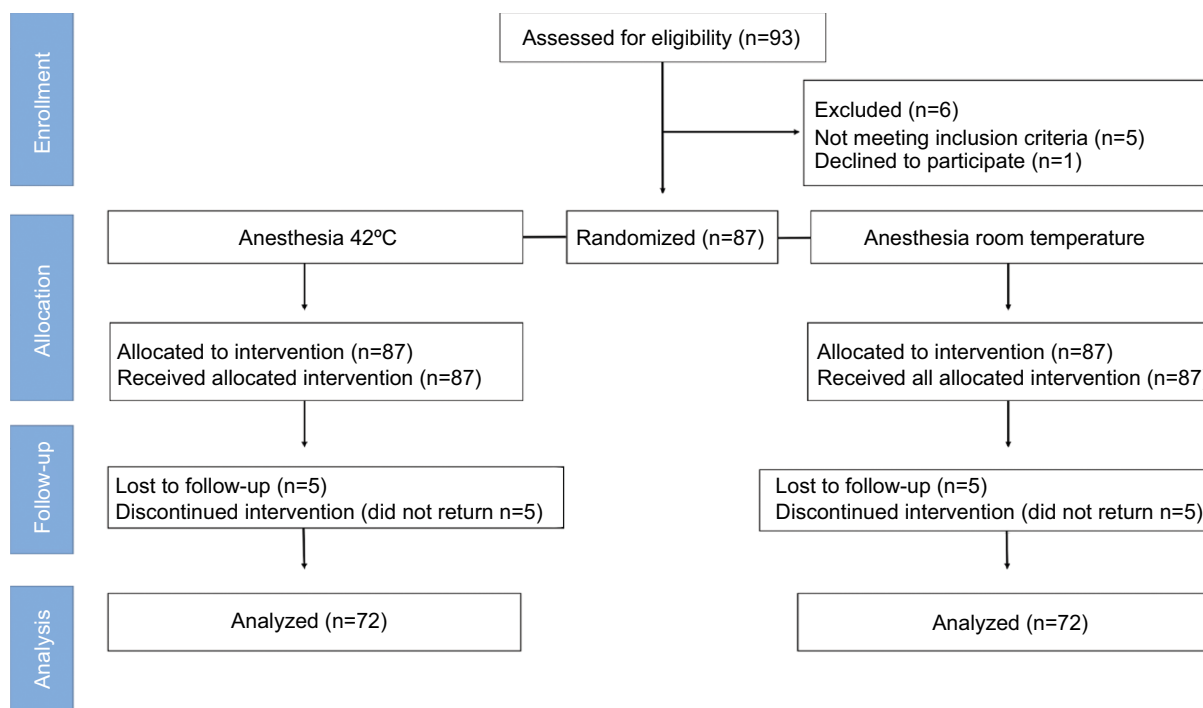 Enrollment
Assessed for eligibility (n=93)
Excluded (n=6)
Not meeting inclusion criteria (n=5)
Declined to participate (n=1)
Allocation
Anesthesia 42ºC
Randomized (n=87)
Anesthesia room temperature
Allocated to intervention (n=87)
Received allocated intervention (n=87)
Allocated to intervention (n=87)
Received all allocated intervention (n=87
Follow-up
Lost to follow-up (n=5)
Discontinued intervention (did not return n=5)
Lost to follow-up (n=5)
Discontinued intervention (did not return n=5)
Analysis
Analyzed (n=72)
Analyzed (n=72)